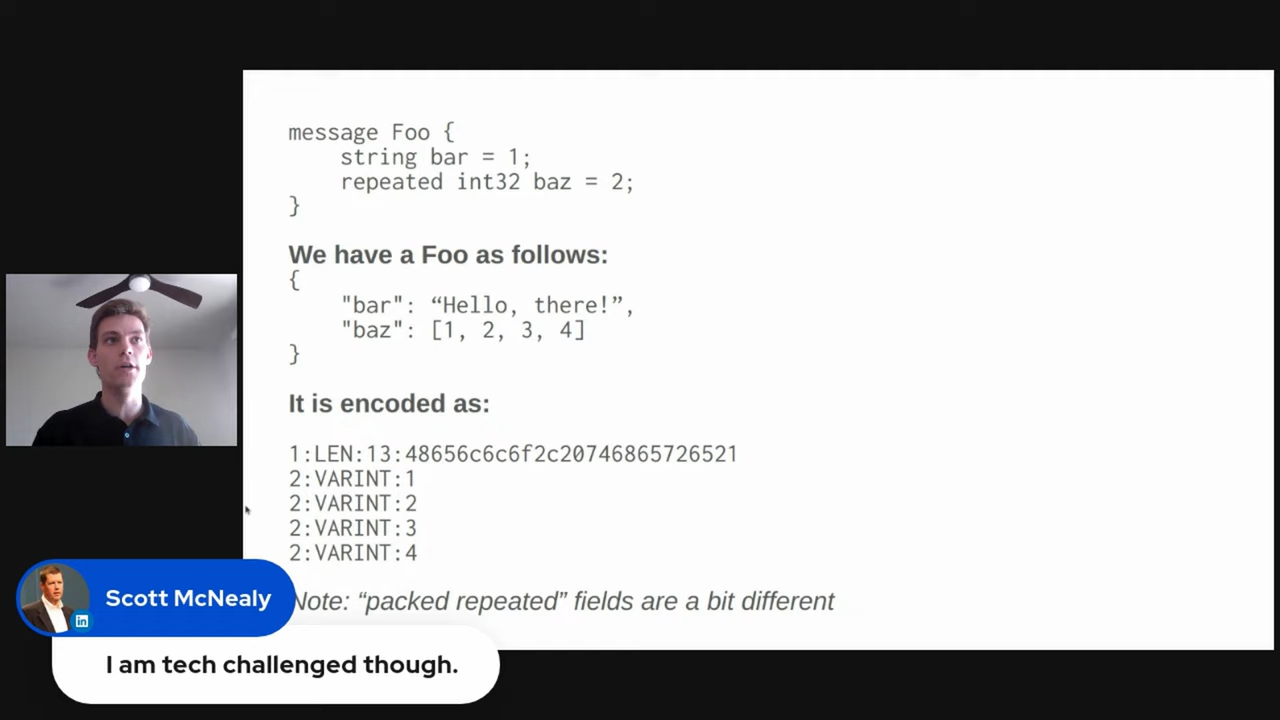 message Foo {
    string bar = 1;
    repeated int32 baz = 2;
}
We have a Foo as follows:
{
    "bar": “Hello, there!”,
    "baz": [1, 2, 3, 4]
}
It is encoded as:
1:LEN:13:48656c6c6f2c20746865726521
2:VARINT:1
2:VARINT:2
2:VARINT:3
2:VARINT:4
Note: “packed repeated” fields are a bit different
Scott McNealy
in
I am tech challenged though.